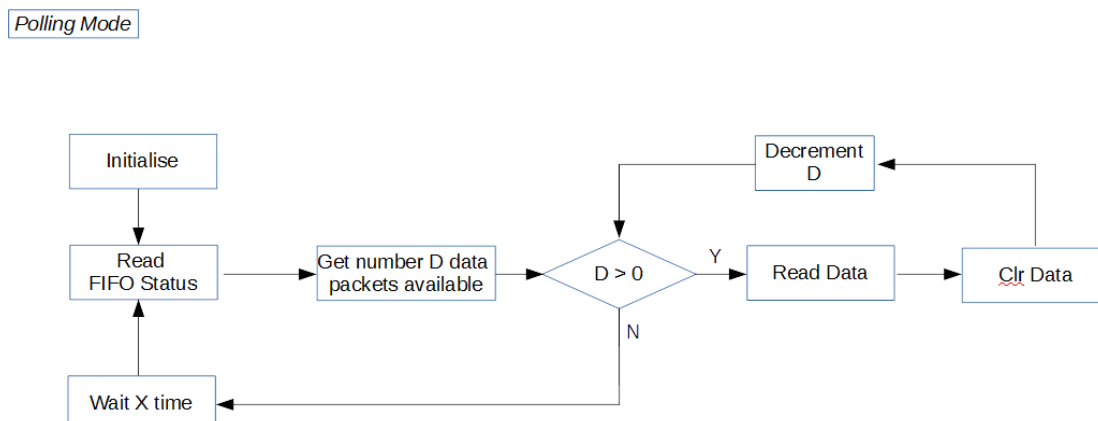 Polling Mode
Initialise
Decrement
D
Read
FIFO Status
Get number D data
packets available
D > 0
Y
Read Data
Clr Data
N
Wait X time